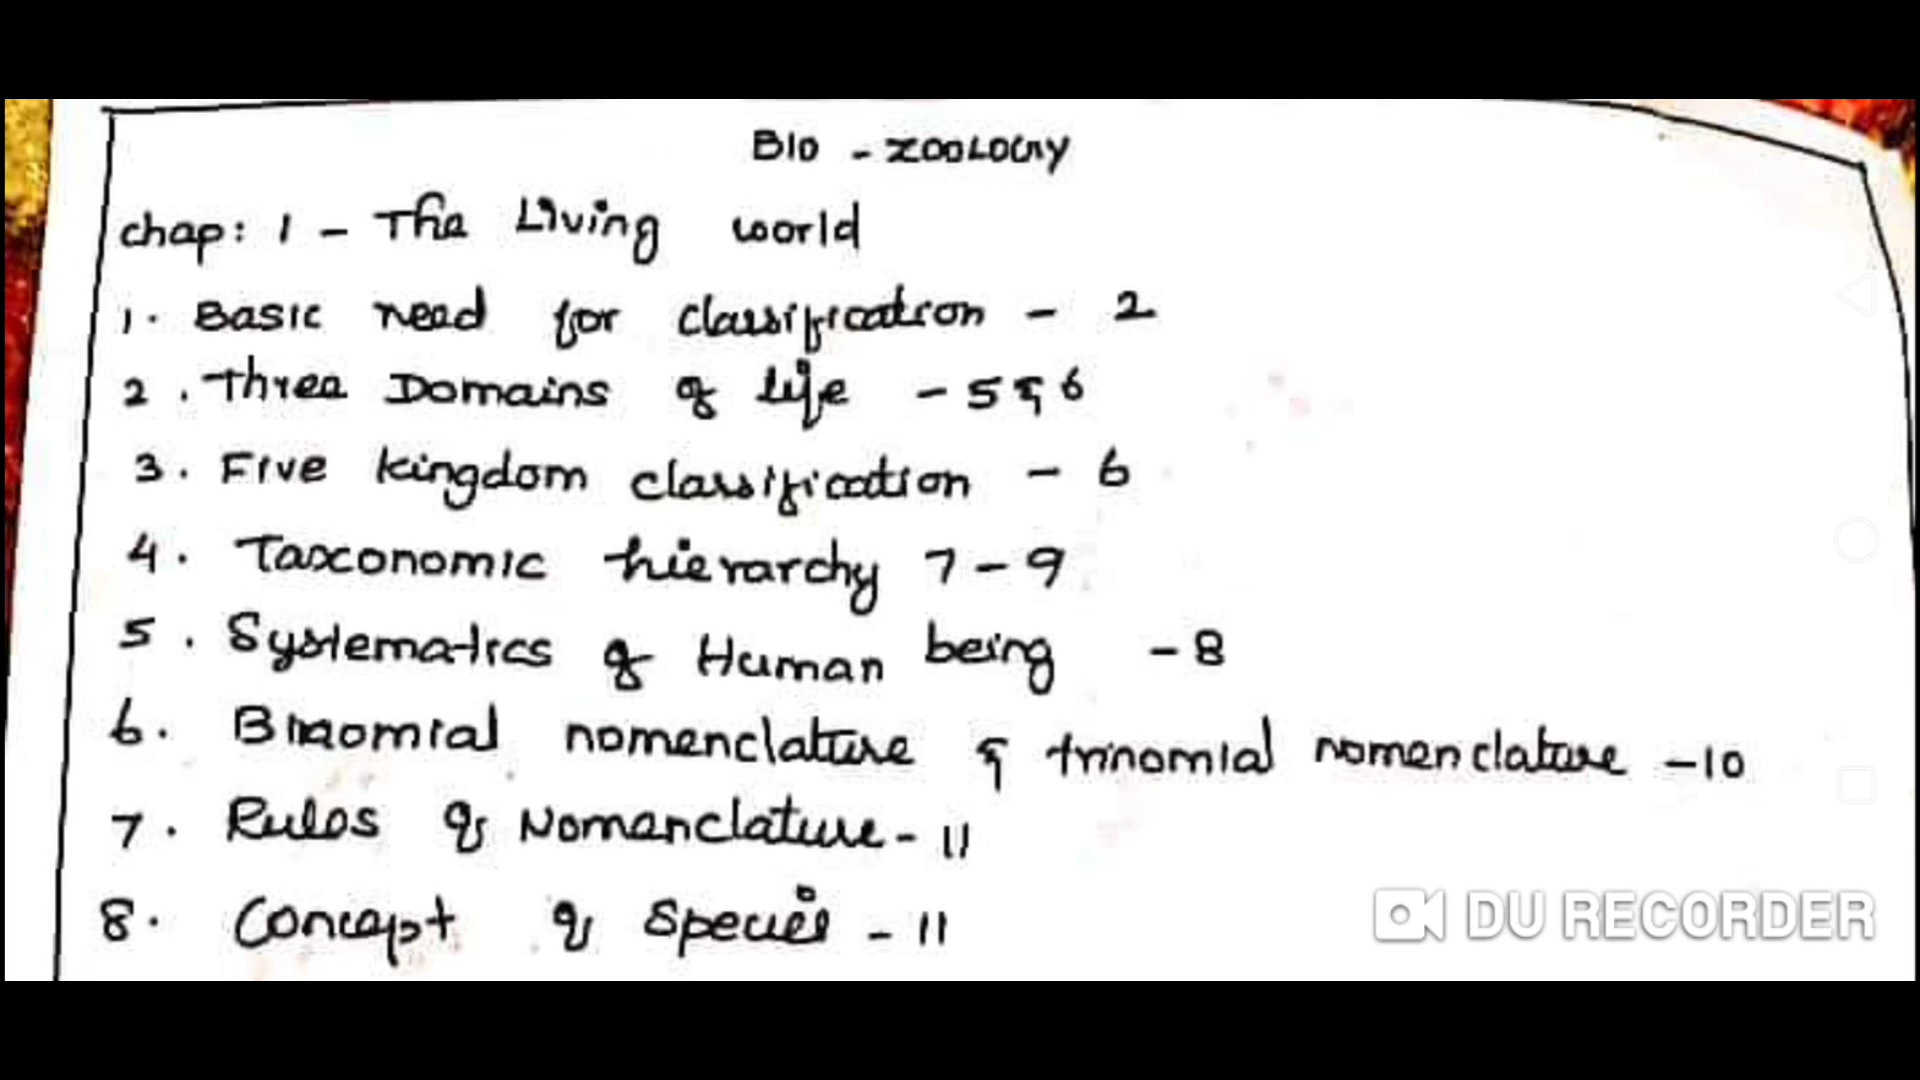 BIO - ZOOLOGY
chap: 1 - The Living world
1. Basic need for classification - 2
2. Three Domains of life - 5 & 6
3. Five kingdom classification - 6
4. Taxonomic hierarchy 7 - 9
5. Systematics of Human being - 8
6. Binomial nomenclature & trinomial nomenclature - 10
7. Rules of Nomenclature - 11
8. Concept of Species - 11
DU RECORDER